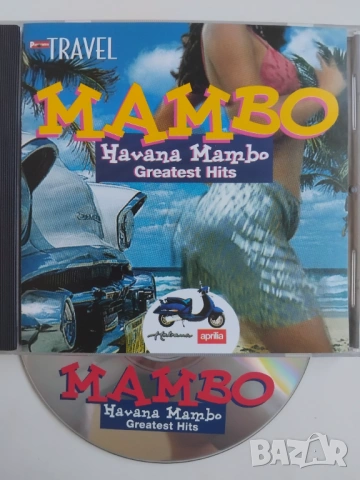 TRAVEL
MAMBO
Havana Mambo
Greatest Hits
Habana
aprilia
MAMBO
Havana Mambo
Greatest Hits
BAZAR